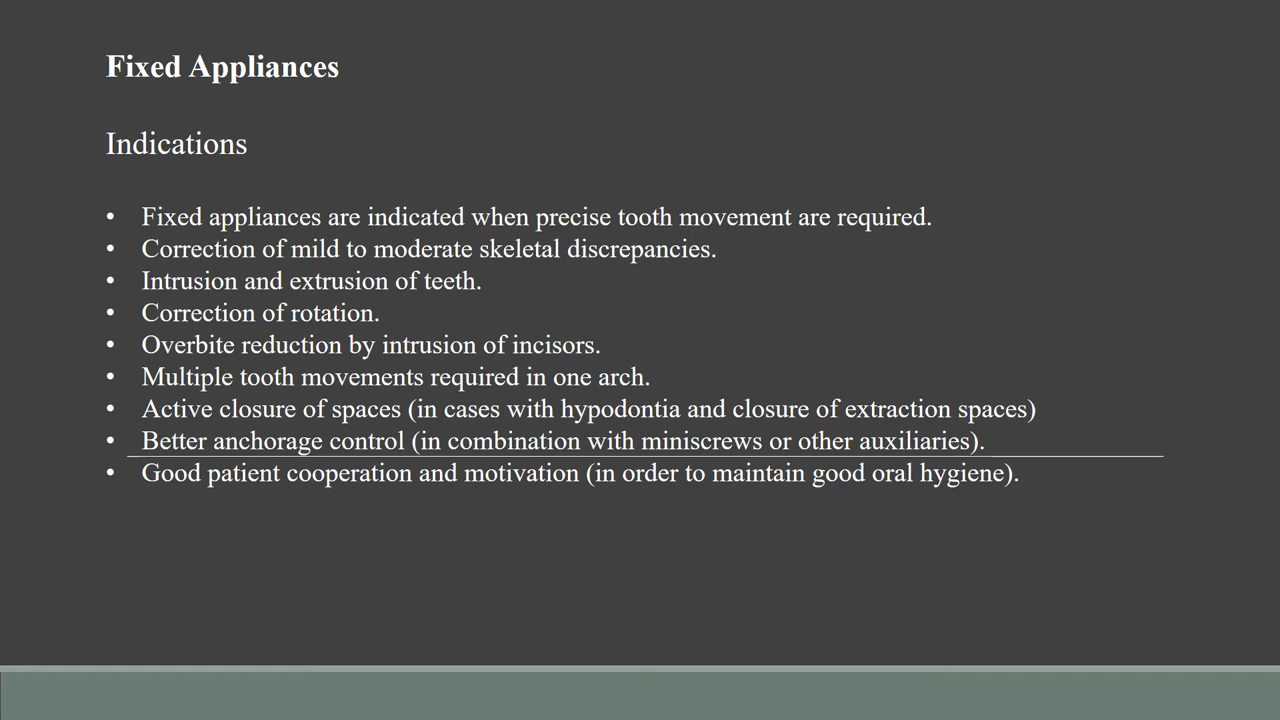 Fixed Appliances
Indications
• Fixed appliances are indicated when precise tooth movement are required.
• Correction of mild to moderate skeletal discrepancies.
• Intrusion and extrusion of teeth.
• Correction of rotation.
• Overbite reduction by intrusion of incisors.
• Multiple tooth movements required in one arch.
• Active closure of spaces (in cases with hypodontia and closure of extraction spaces)
• Better anchorage control (in combination with miniscrews or other auxiliaries).
• Good patient cooperation and motivation (in order to maintain good oral hygiene).